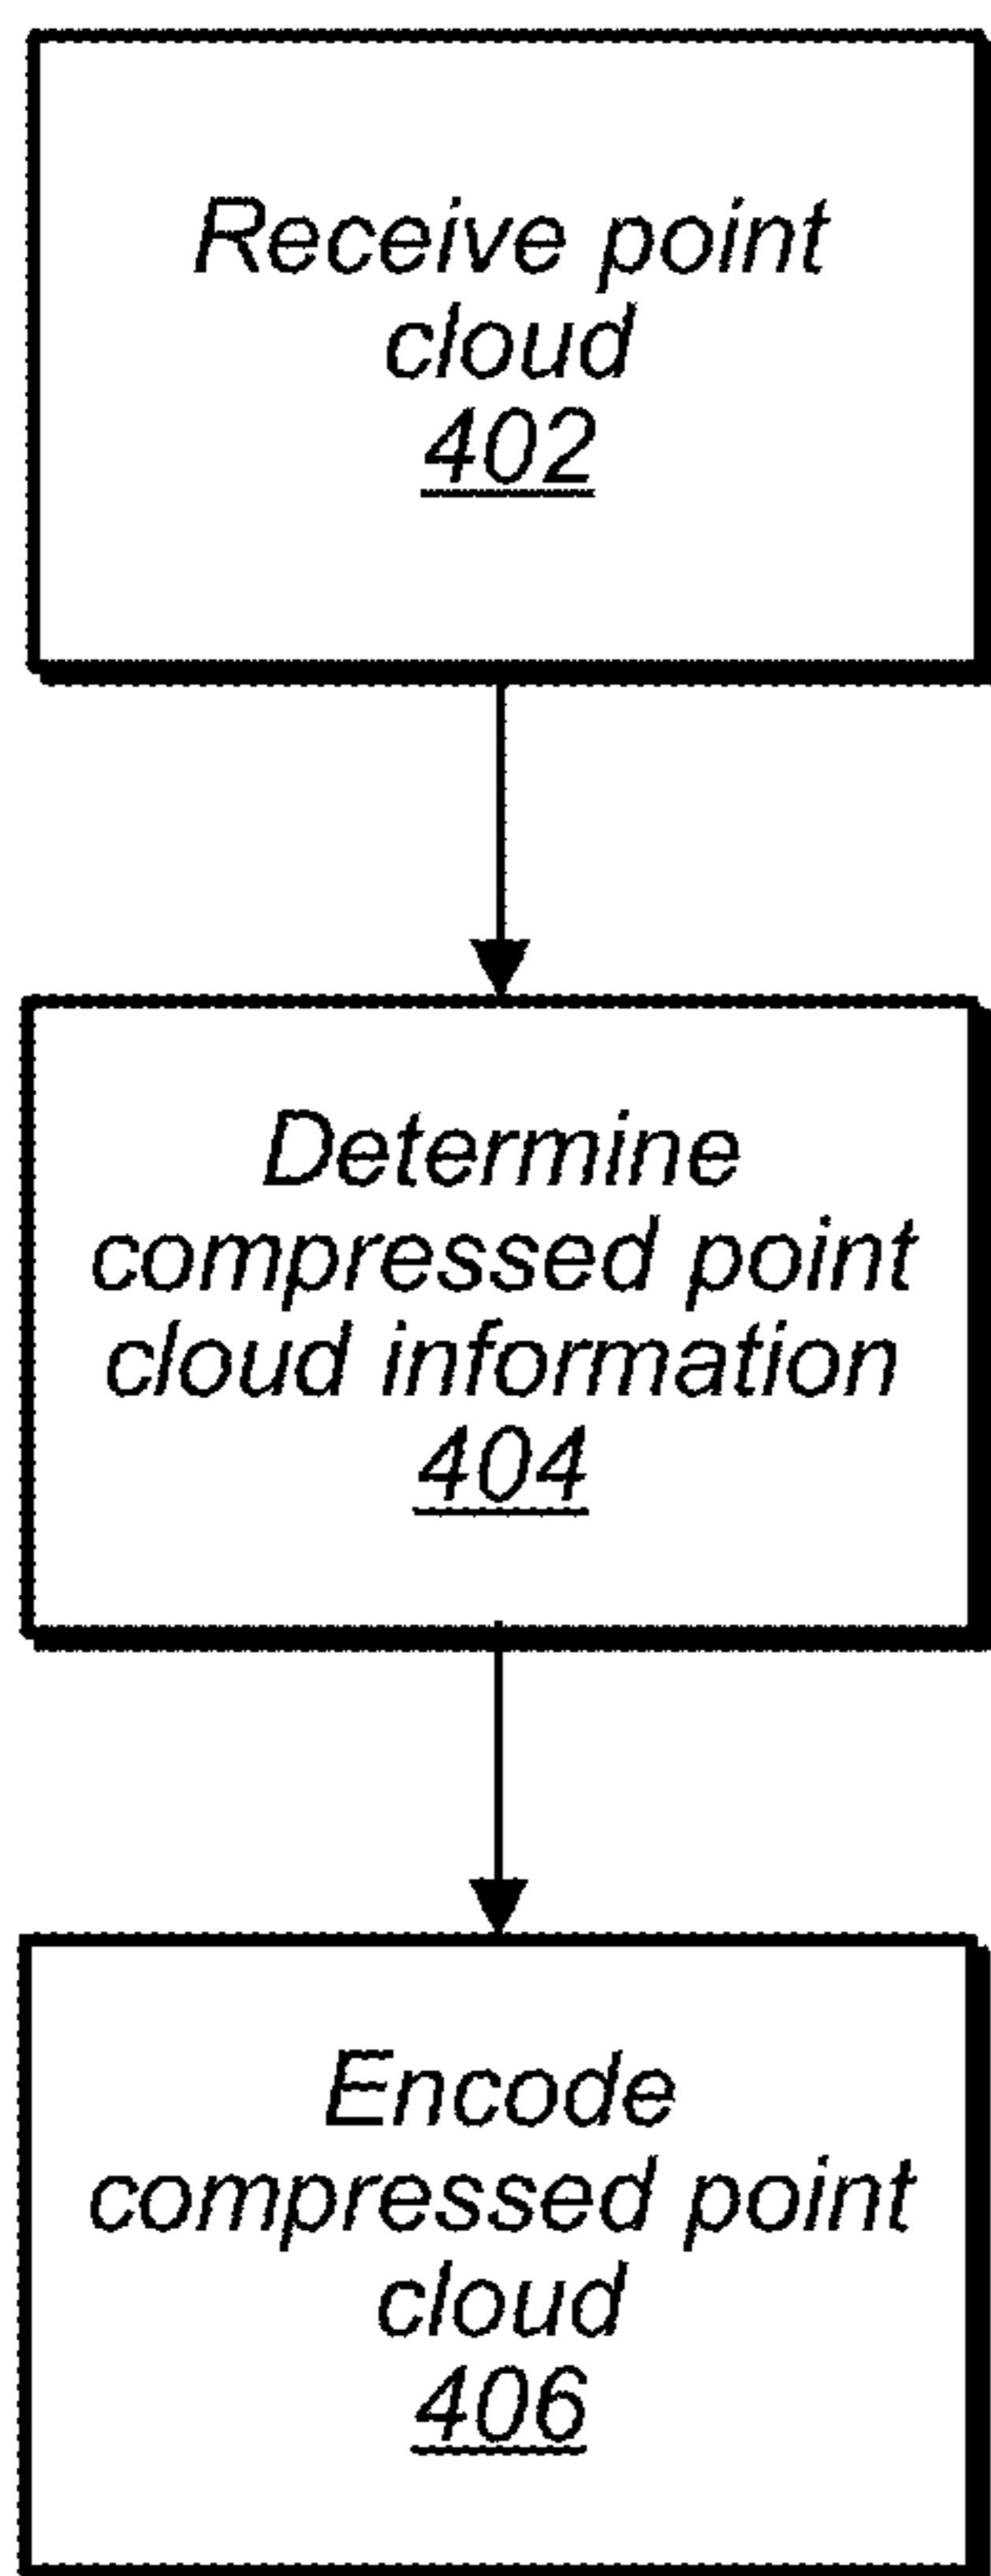 Receive point
cloud
402
Determine
compressed point
cloud information
404
Encode
compressed point
cloud
406